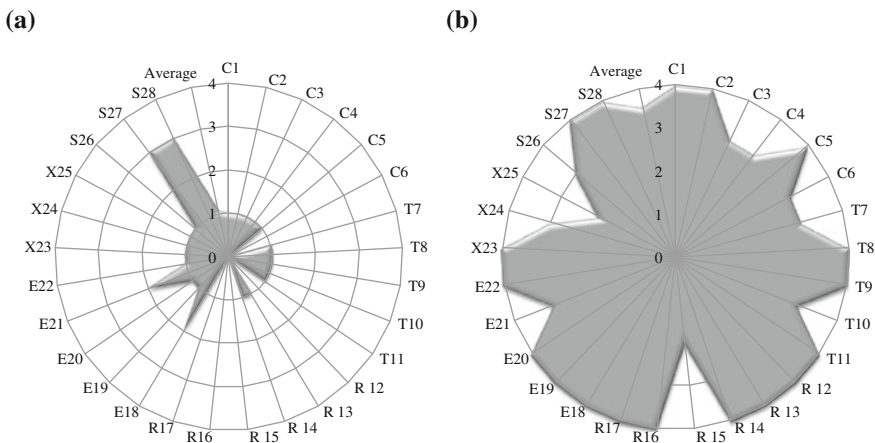 (a)
Average
C1
C2
C3
C4
C5
C6
T7
T8
T9
T10
T11
R 12
R 13
R 14
R 15
R16
R17
E18
E19
E20
E21
E22
X23
X24
X25
S26
S27
S28
4
3
2
1
0
(b)
Average
C1
C2
C3
C4
C5
C6
T7
T8
T9
T10
T11
R 12
R 13
R 14
R 15
R16
R17
E18
E19
E20
E21
E22
X23
X24
X25
S26
S27
S28
4
3
2
1
0